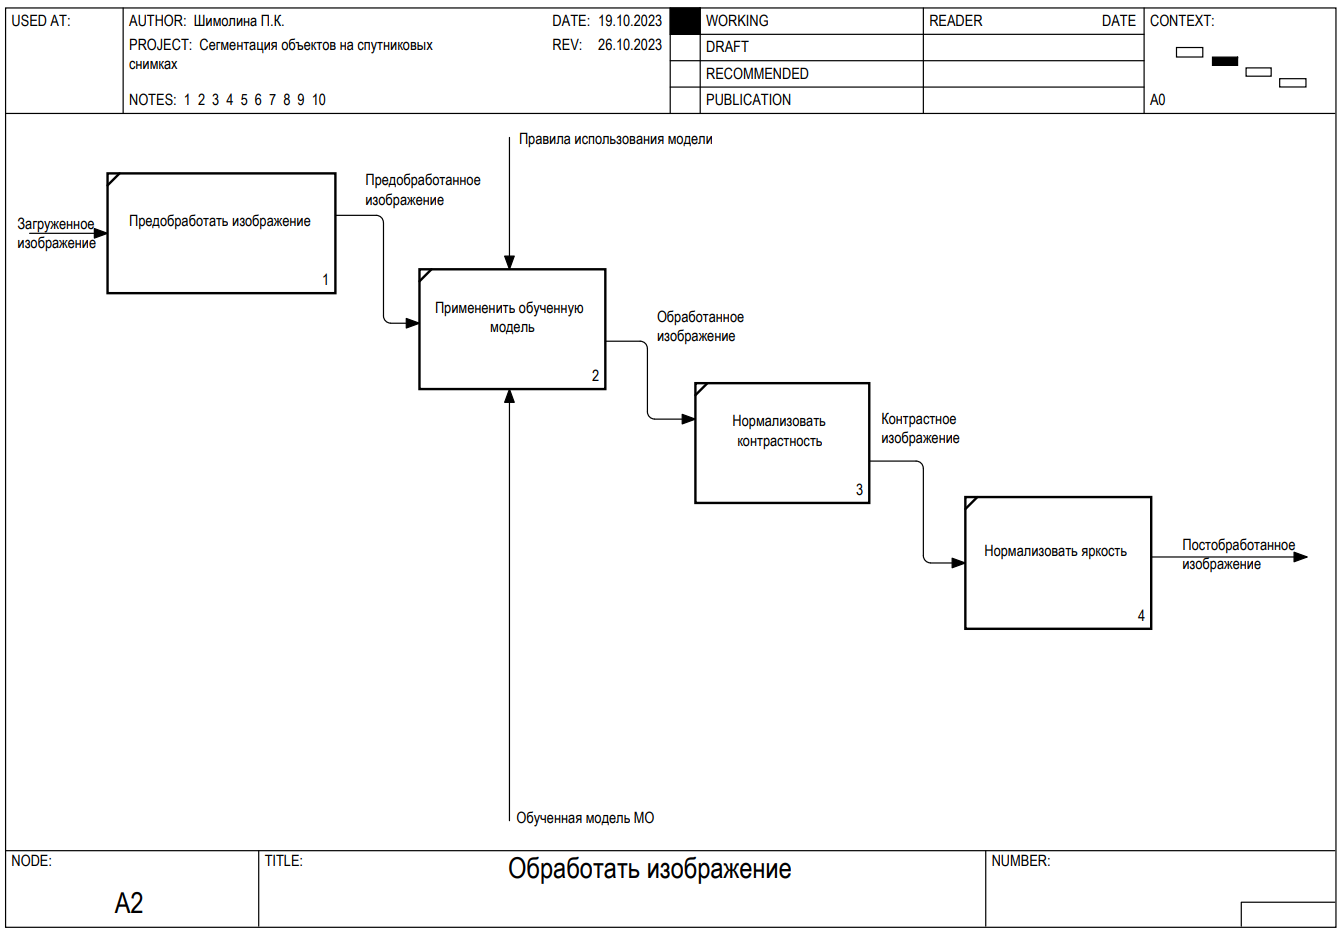 USED AT:
AUTHOR: Шимолина П.К.
DATE: 19.10.2023
PROJECT: Сегментация объектов на спутниковых
снимках
REV: 26.10.2023
NOTES: 1 2 3 4 5 6 7 8 9 10
WORKING
DRAFT
RECOMMENDED
PUBLICATION
READER
DATE
CONTEXT:
A0
Правила использования модели
Загруженное
изображение
Предобработать изображение
1
Предобработанное
изображение
Примененить обученную
модель
2
Обработанное
изображение
Нормализовать
контрастность
3
Контрастное
изображение
Нормализовать яркость
4
Постобработанное
изображение
Обученная модель МО
NODE:
A2
TITLE:
Обработать изображение
NUMBER: